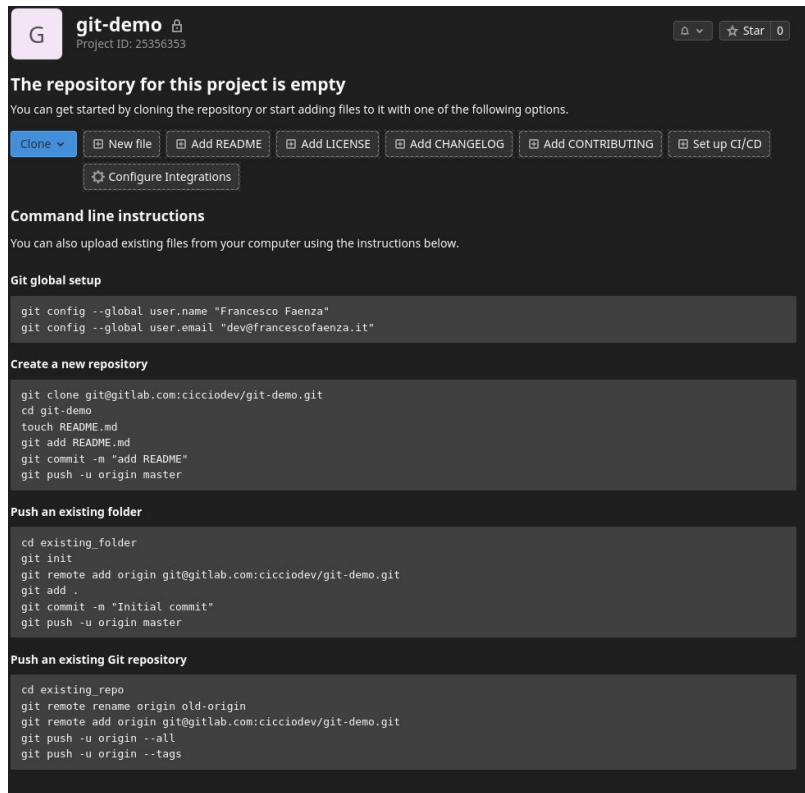 G
git-demo
Project ID: 25356353
Star 0
The repository for this project is empty
You can get started by cloning the repository or start adding files to it with one of the following options.
Clone New file Add README Add LICENSE Add CHANGELOG Add CONTRIBUTING Set up CI/CD
Configure Integrations
Command line instructions
You can also upload existing files from your computer using the instructions below.
Git global setup
git config --global user.name "Francesco Faenza"
git config --global user.email "dev@francescofaenza.it"
Create a new repository
git clone git@gitlab.com:cicciodev/git-demo.git
cd git-demo
touch README.md
git add README.md
git commit -m "add README"
git push -u origin master
Push an existing folder
cd existing_folder
git init
git remote add origin git@gitlab.com:cicciodev/git-demo.git
git add .
git commit -m "Initial commit"
git push -u origin master
Push an existing Git repository
cd existing_repo
git remote rename origin old-origin
git remote add origin git@gitlab.com:cicciodev/git-demo.git
git push -u origin --all
git push -u origin --tags